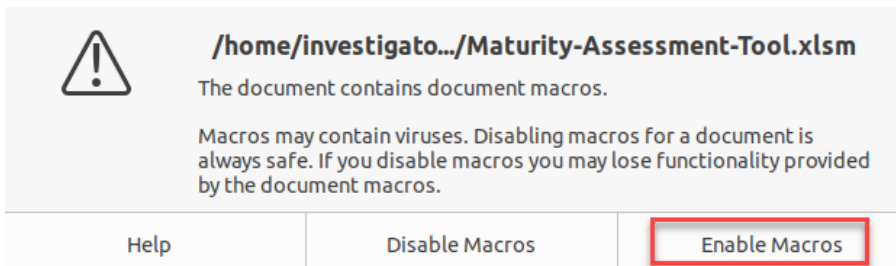 /home/investigato.../Maturity-Assessment-Tool.xlsm
The document contains document macros.
Macros may contain viruses. Disabling macros for a document is
always safe. If you disable macros you may lose functionality provided
by the document macros.
Help
Disable Macros
Enable Macros